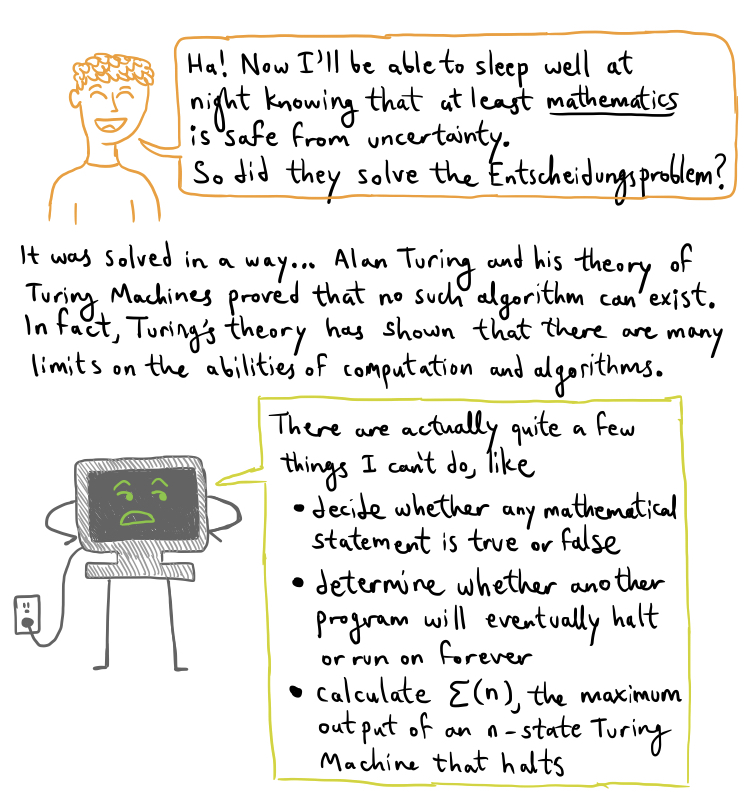 Ha! Now I'll be able to sleep well at
night knowing that at least mathematics
is safe from uncertainty.
So did they solve the Entscheidungsproblem?
It was solved in a way... Alan Turing and his theory of
Turing Machines proved that no such algorithm can exist.
In fact, Turing's theory has shown that there are many
limits on the abilities of computation and algorithms.
There are actually quite a few
things I can't do, like
• decide whether any mathematical
statement is true or false
• determine whether another
program will eventually halt
or run on forever
• calculate Σ(n), the maximum
output of an n-state Turing
Machine that halts